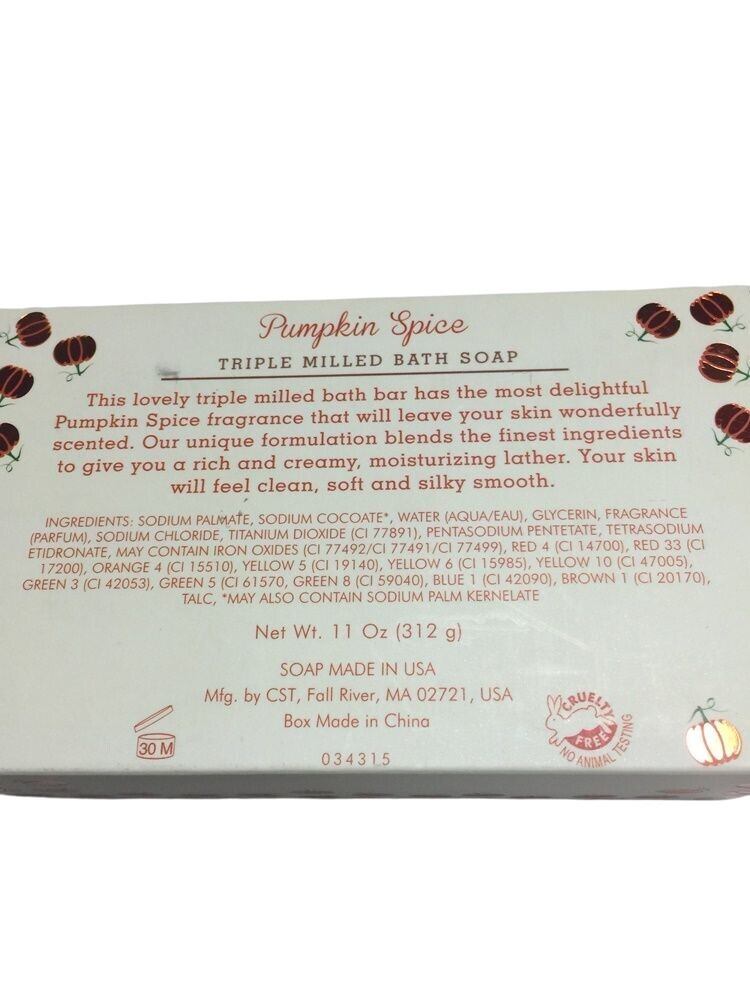 Pumpkin Spice
TRIPLE MILLED BATH SOAP
This lovely triple milled bath bar has the most delightful
Pumpkin Spice fragrance that will leave your skin wonderfully
scented. Our unique formulation blends the finest ingredients
to give you a rich and creamy, moisturizing lather. Your skin
will feel clean, soft and silky smooth.
INGREDIENTS: SODIUM PALMATE, SODIUM COCOATE*, WATER (AQUA/EAU), GLYCERIN, FRAGRANCE
(PARFUM), SODIUM CHLORIDE, TITANIUM DIOXIDE (CI 77891), PENTASODIUM PENTETATE, TETRASODIUM
ETIDRONATE, MAY CONTAIN IRON OXIDES (CI 77492/CI 77491/CI 77499), RED 4 (CI 14700), RED 33 (CI
17200), ORANGE 4 (CI 15510), YELLOW 5 (CI 19140), YELLOW 6 (CI 15985), YELLOW 10 (CI 47005),
GREEN 3 (CI 42053), GREEN 5 (CI 61570, GREEN 8 (CI 59040), BLUE 1 (CI 42090), BROWN 1 (CI 20170),
TALC, *MAY ALSO CONTAIN SODIUM PALM KERNELATE
Net Wt. 11 Oz (312 g)
SOAP MADE IN USA
Mfg. by CST, Fall River, MA 02721, USA
Box Made in China
034315
30 M
CRUELTY
FREE
NO ANIMAL TESTING